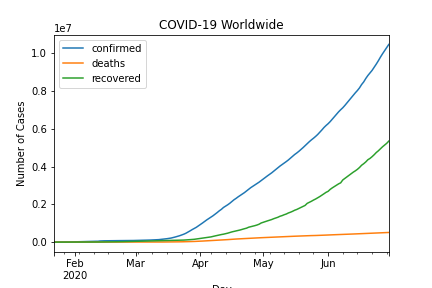 COVID-19 Worldwide
1e7
confirmed
deaths
recovered
1.0
0.8
0.6
0.4
0.2
0.0
Number of Cases
Feb Mar Apr May Jun
2020